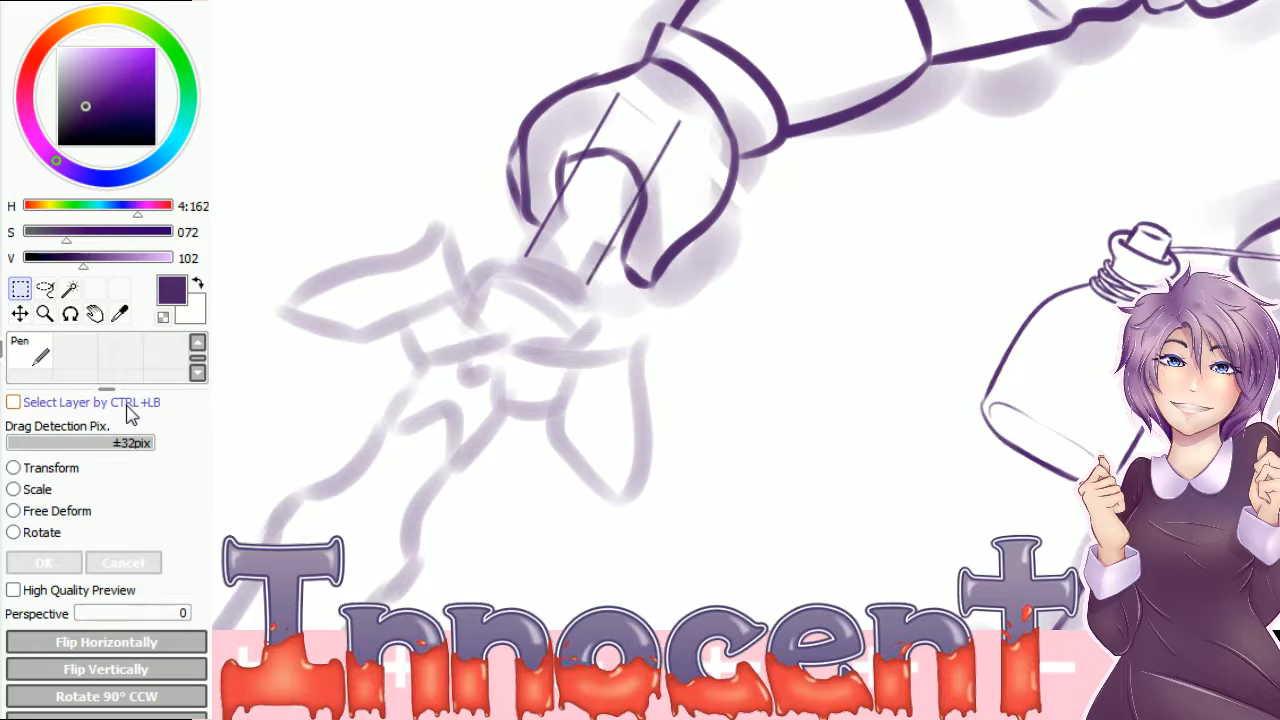 H 4:162
S 072
V 102
Pen
Select Layer by CTRL+LB
Drag Detection Pix.
±32pix
Transform
Scale
Free Deform
Rotate
OK Cancel
High Quality Preview
Perspective 0
Flip Horizontally
Flip Vertically
Rotate 90° CCW
Innocent